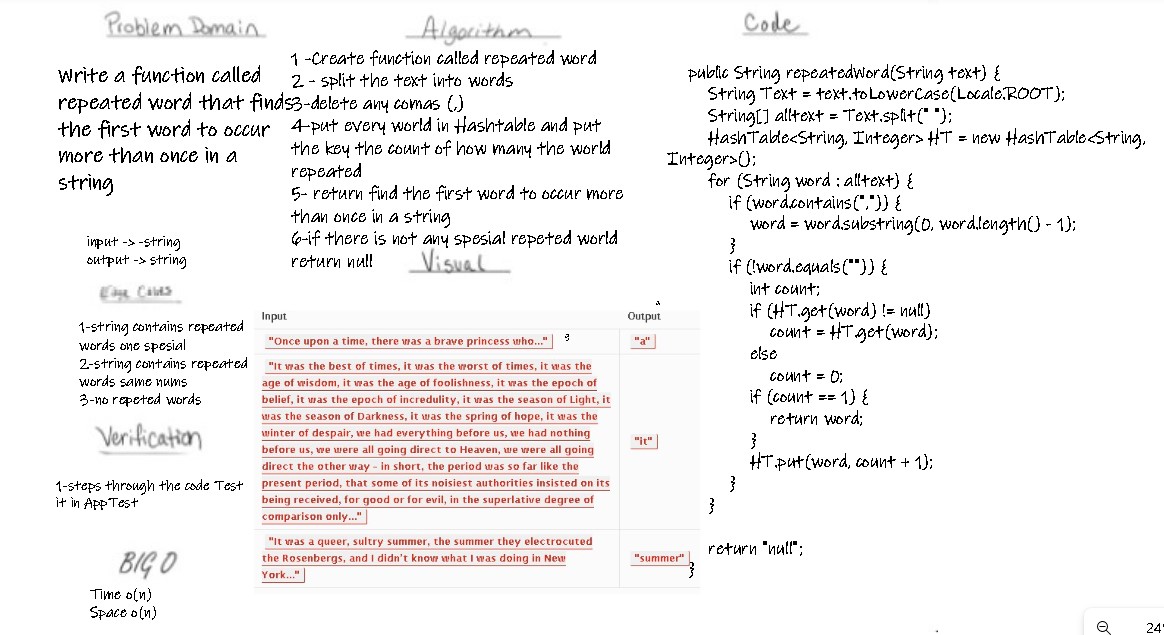 Problem Domain
write a function called
repeated word that finds
the first word to occur
more than once in a
string
input -> -string
output -> string
Edge Cases
1-string contains repeated
words one spesial
2-string contains repeated
words same nums
3-no repeted words
Verification
1-steps through the code Test
it in AppTest
BIG O
Time o(n)
Space o(n)
Algorithm
1 -Create function called repeated word
2 - split the text into words
3-delete any comas (,)
4-put every world in Hashtable and put
the key the count of how many the world
repeated
5- return find the first word to occur more
than once in a string
6-if there is not any spesial repeted world
return null
Visual
Input Output
"Once upon a time, there was a brave princess who..." "a"
"It was the best of times, it was the worst of times, it was the
age of wisdom, it was the age of foolishness, it was the epoch of
belief, it was the epoch of incredulity, it was the season of Light, it
was the season of Darkness, it was the spring of hope, it was the
winter of despair, we had everything before us, we had nothing
before us, we were all going direct to Heaven, we were all going
direct the other way – in short, the period was so far like the
present period, that some of its noisiest authorities insisted on its
being received, for good or for evil, in the superlative degree of
comparison only..."
"it"
"It was a queer, sultry summer, the summer they electrocuted
the Rosenbergs, and I didn't know what I was doing in New
York..."
"summer"
Code
public String repeatedWord(String text) {
String Text = text.toLowerCase(Locale.ROOT);
String[] alltext = Text.split(" ");
HashTable<String, Integer> HT = new HashTable<String,
Integer>();
for (String word : alltext) {
if (word.contains(",")) {
word = word.substring(0, word.length() - 1);
}
if (!word.equals("")) {
int count;
if (HT.get(word) != null)
count = HT.get(word);
else
count = 0;
if (count == 1) {
return word;
}
HT.put(word, count + 1);
}
}
return "null";
}
24